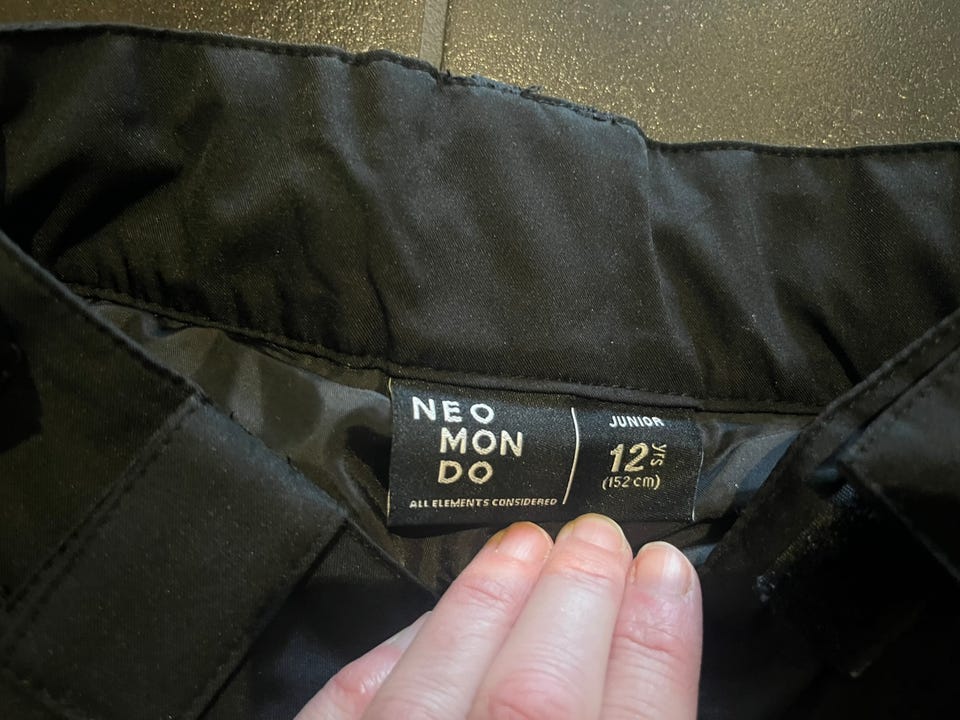 NEO
MON
DO
ALL ELEMENTS CONSIDERED
JUNIOR
12 yrs
(152 cm)